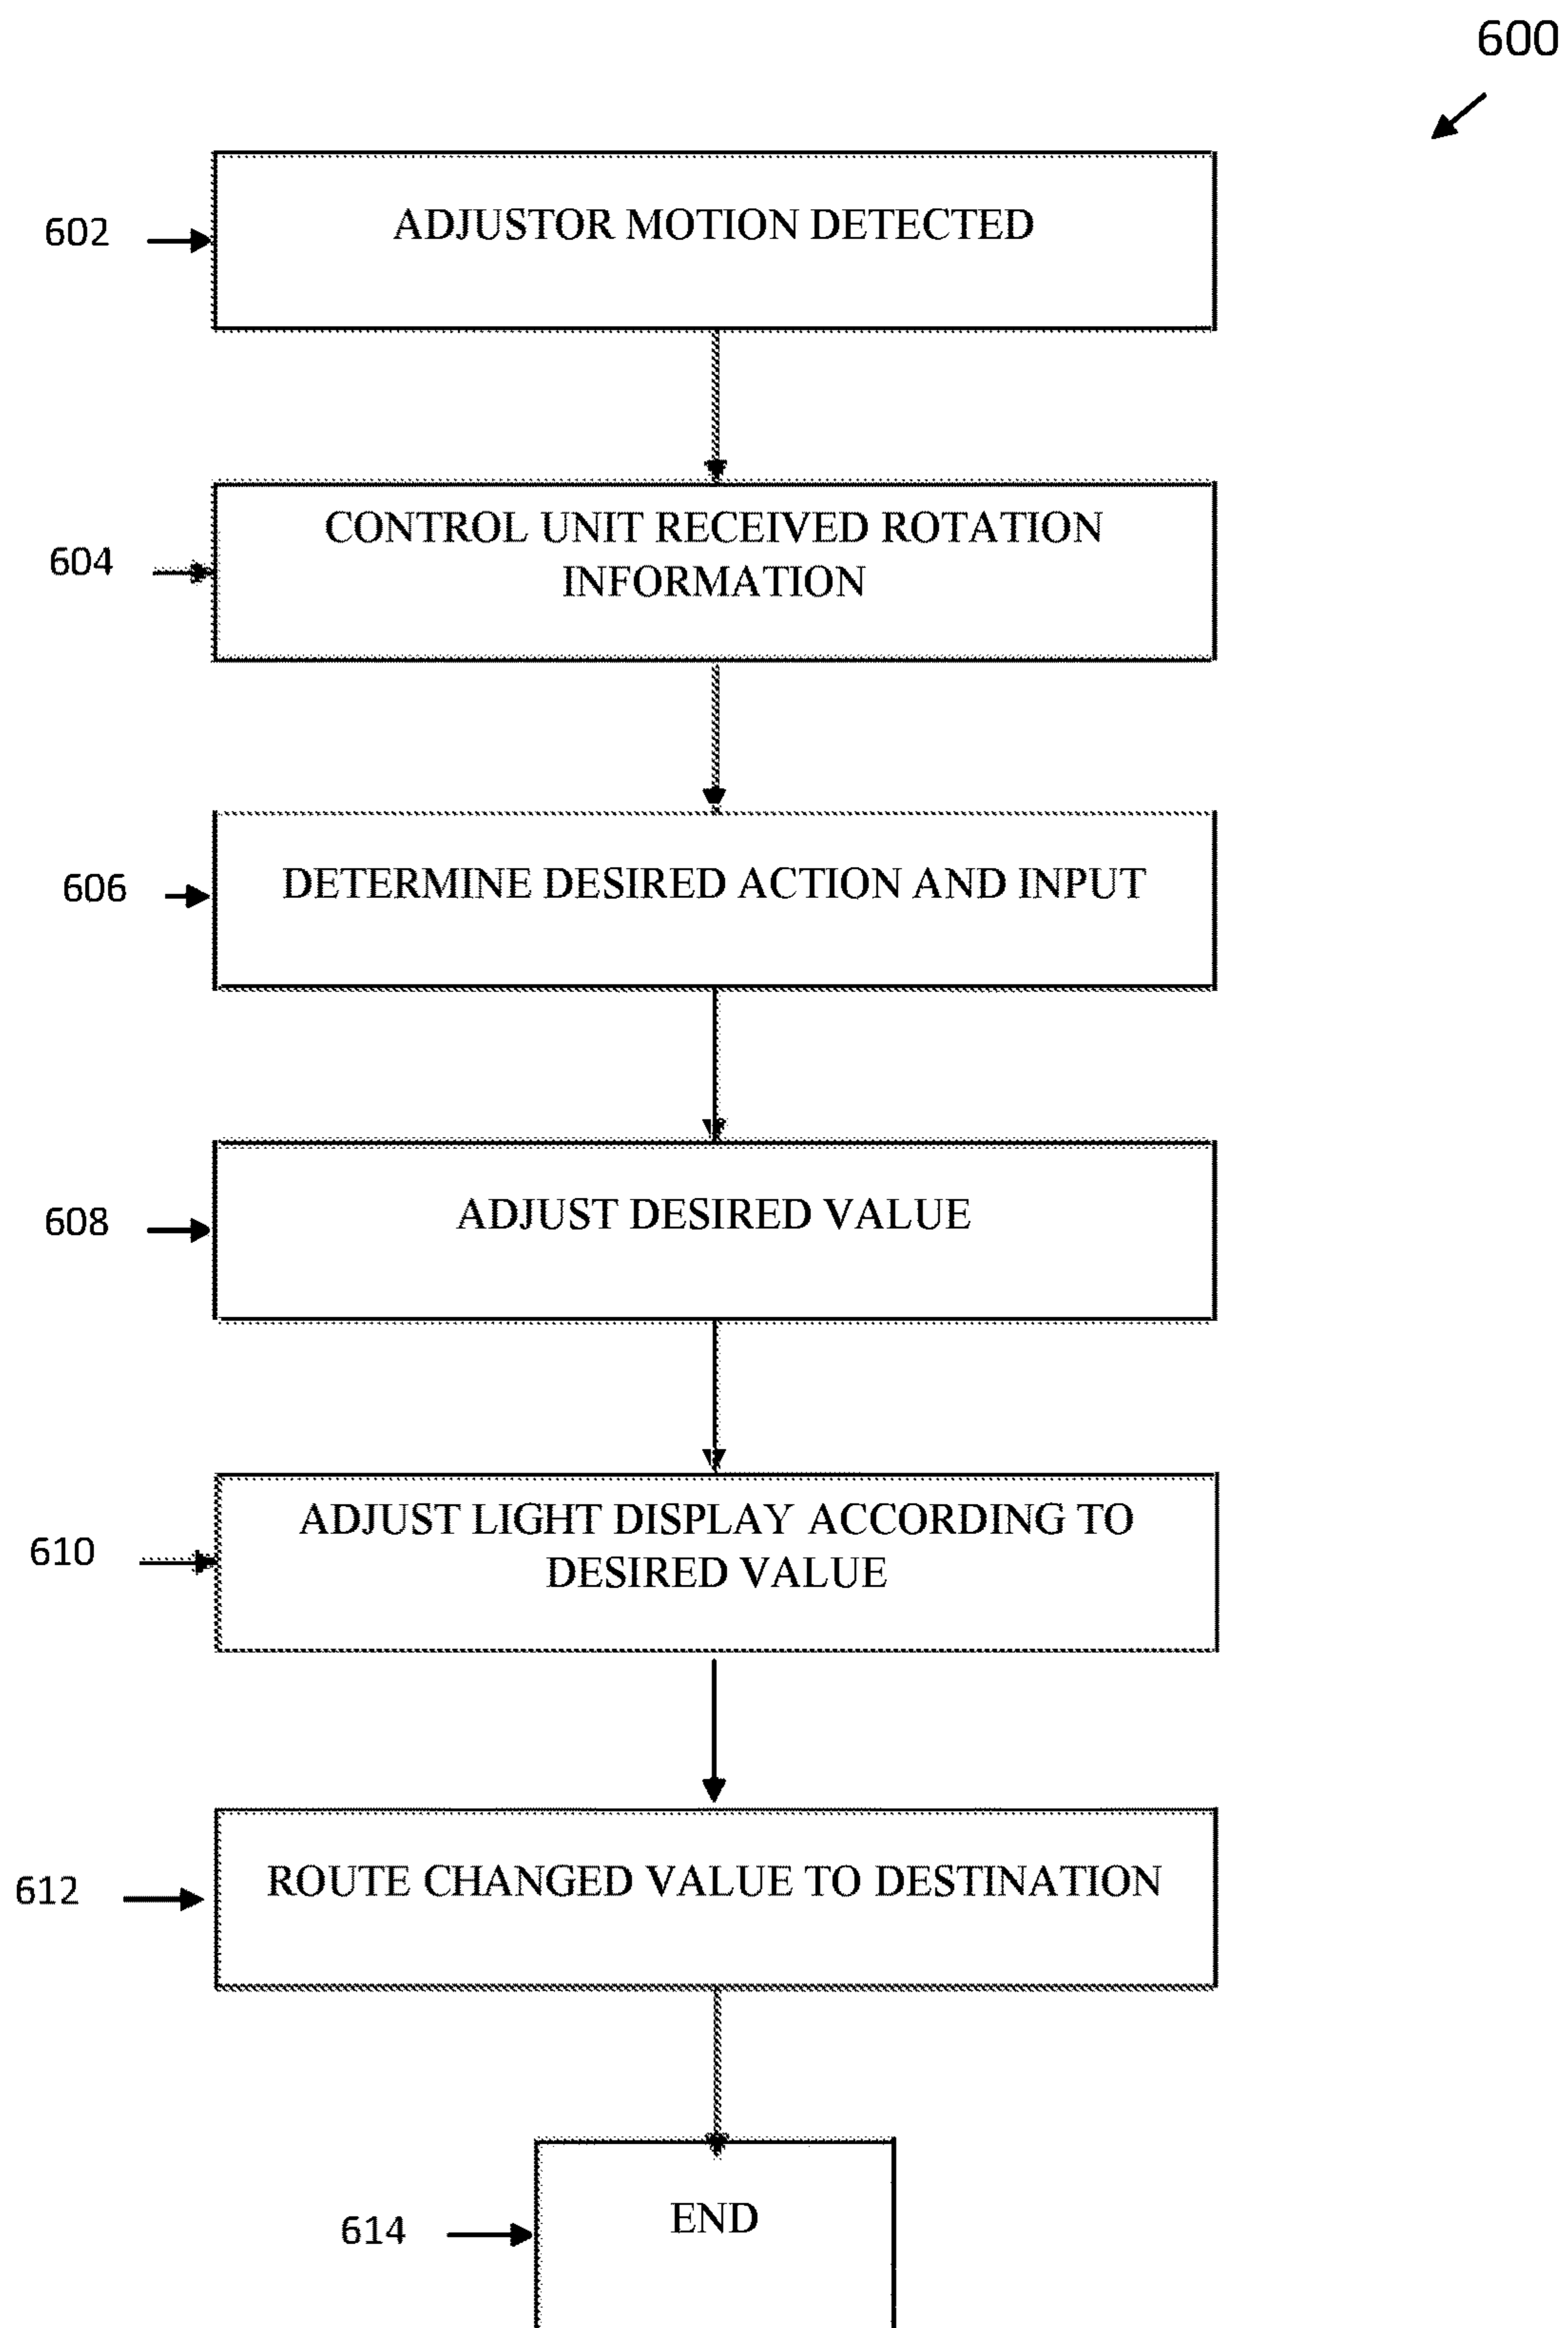 600
602
ADJUSTOR MOTION DETECTED
604
CONTROL UNIT RECEIVED ROTATION
INFORMATION
606
DETERMINE DESIRED ACTION AND INPUT
608
ADJUST DESIRED VALUE
610
ADJUST LIGHT DISPLAY ACCORDING TO
DESIRED VALUE
612
ROUTE CHANGED VALUE TO DESTINATION
614
END